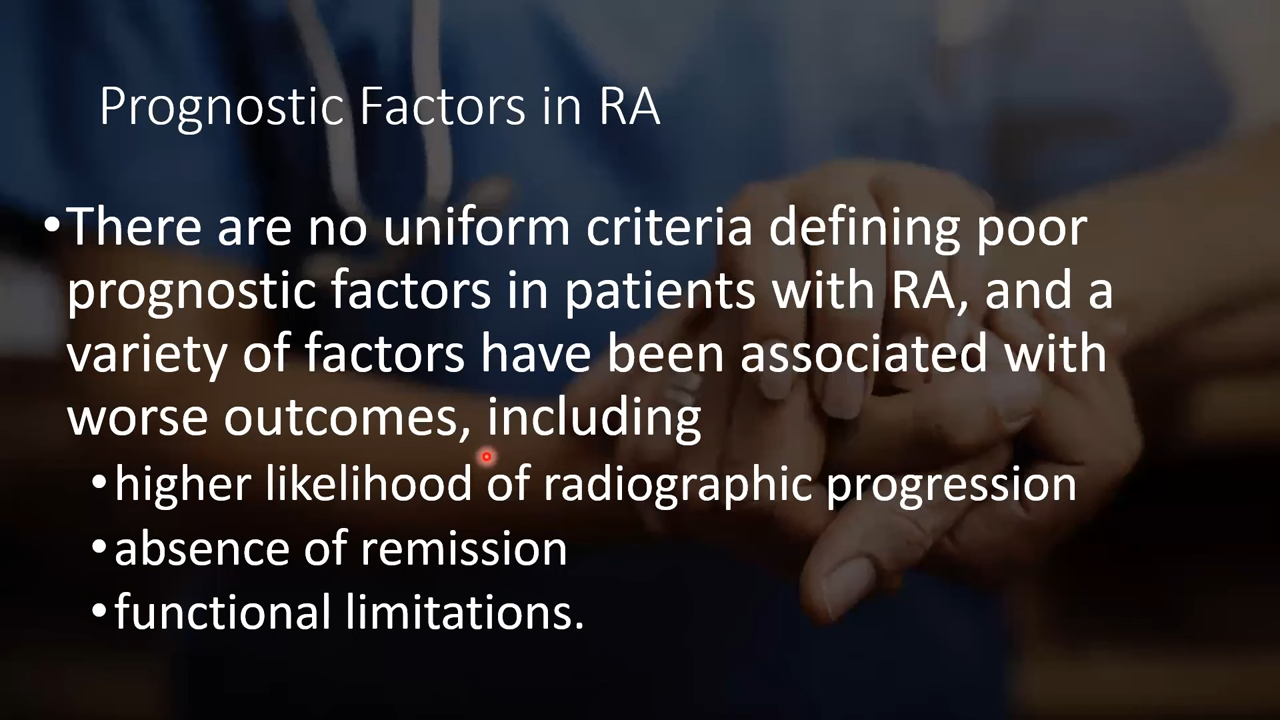 Prognostic Factors in RA
•There are no uniform criteria defining poor
prognostic factors in patients with RA, and a
variety of factors have been associated with
worse outcomes, including
•higher likelihood of radiographic progression
•absence of remission
•functional limitations.